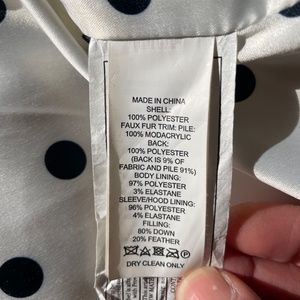 MADE IN CHINA
SHELL:
100% POLYESTER
FAUX FUR TRIM: PILE:
100% MODACRYLIC
BACK:
100% POLYESTER
(BACK IS 9% OF
FABRIC AND PILE 91%)
BODY LINING:
97% POLYESTER
3% ELASTANE
SLEEVE/HOOD LINING:
96% POLYESTER
4% ELASTANE
FILLING:
80% DOWN
20% FEATHER
DRY CLEAN ONLY